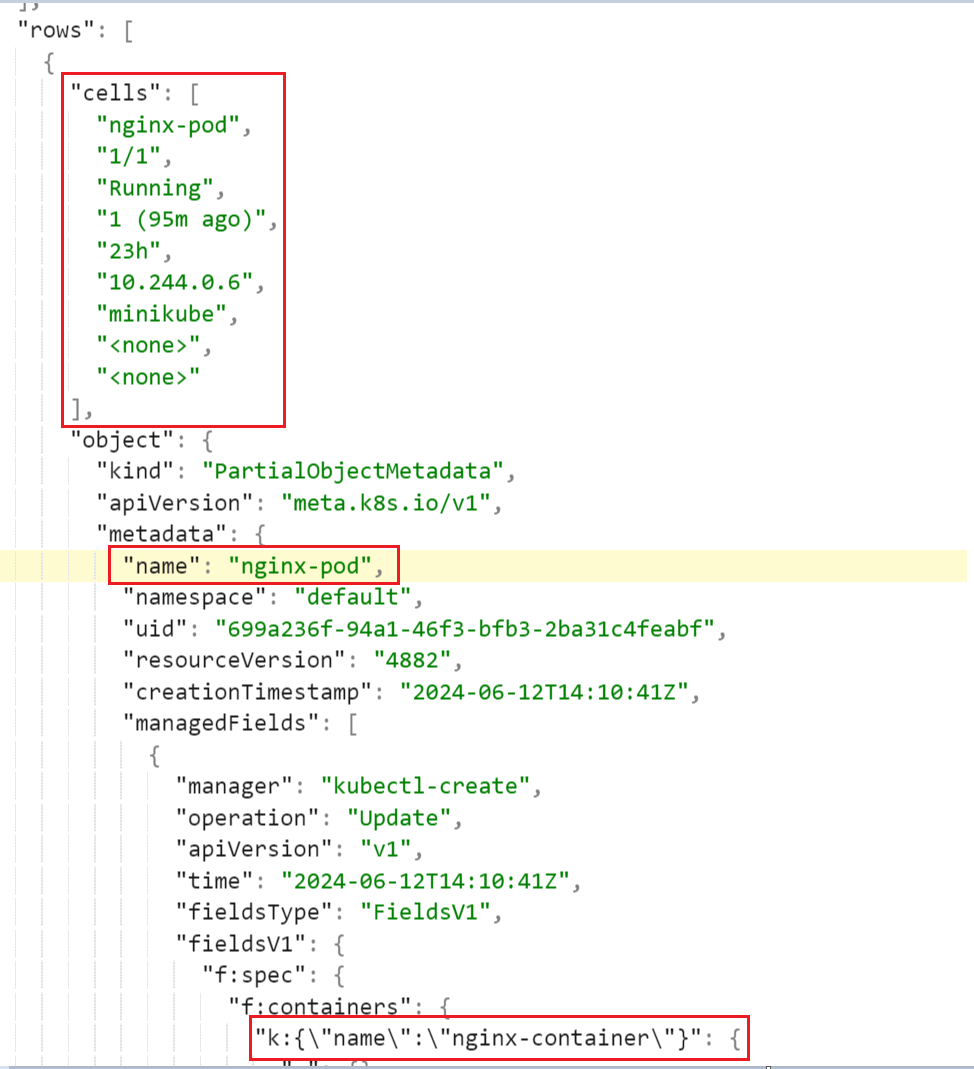 ],
"rows": [
{
"cells": [
"nginx-pod",
"1/1",
"Running",
"1 (95m ago)",
"23h",
"10.244.0.6",
"minikube",
"<none>",
"<none>"
],
"object": {
"kind": "PartialObjectMetadata",
"apiVersion": "meta.k8s.io/v1",
"metadata": {
"name": "nginx-pod",
"namespace": "default",
"uid": "699a236f-94a1-46f3-bfb3-2ba31c4feabf",
"resourceVersion": "4882",
"creationTimestamp": "2024-06-12T14:10:41Z",
"managedFields": [
{
"manager": "kubectl-create",
"operation": "Update",
"apiVersion": "v1",
"time": "2024-06-12T14:10:41Z",
"fieldsType": "FieldsV1",
"fieldsV1": {
"f:spec": {
"f:containers": {
"k:{\"name\":\"nginx-container\"}": {